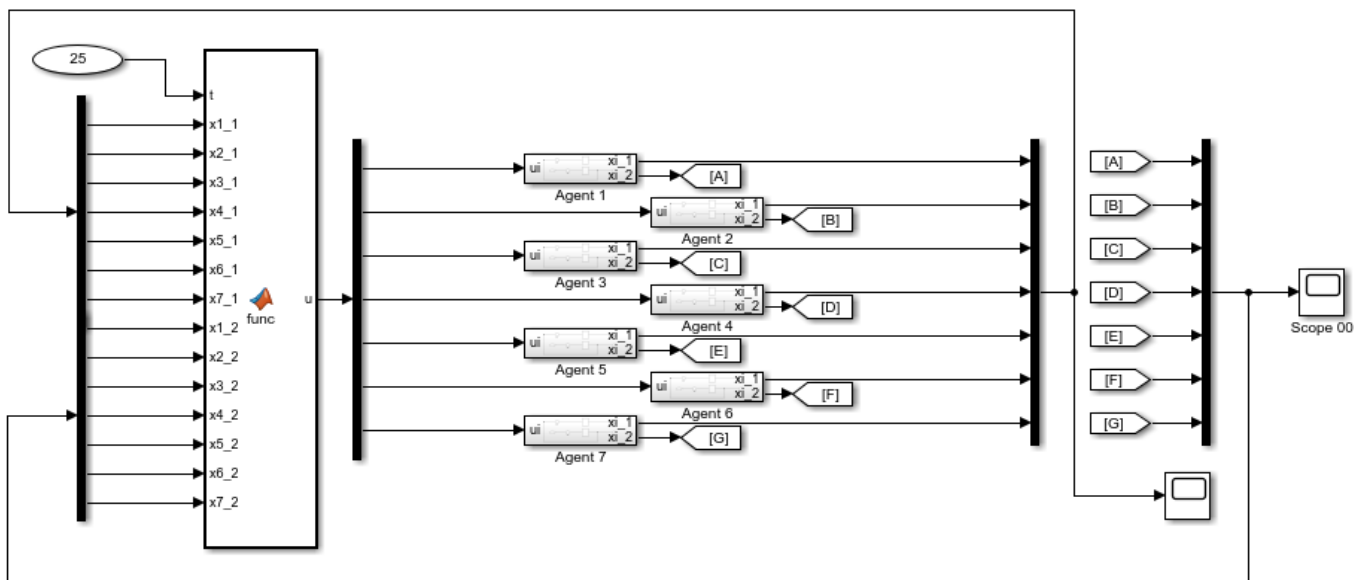 25
t
x1_1
x2_1
x3_1
x4_1
x5_1
x6_1
x7_1
x1_2
x2_2
x3_2
x4_2
x5_2
x6_2
x7_2
func
u
ui
xi_1
xi_2
Agent 1
[A]
ui
xi_1
xi_2
Agent 2
[B]
ui
xi_1
xi_2
Agent 3
[C]
ui
xi_1
xi_2
Agent 4
[D]
ui
xi_1
xi_2
Agent 5
[E]
ui
xi_1
xi_2
Agent 6
[F]
ui
xi_1
xi_2
Agent 7
[G]
[A]
[B]
[C]
[D]
[E]
[F]
[G]
Scope 00